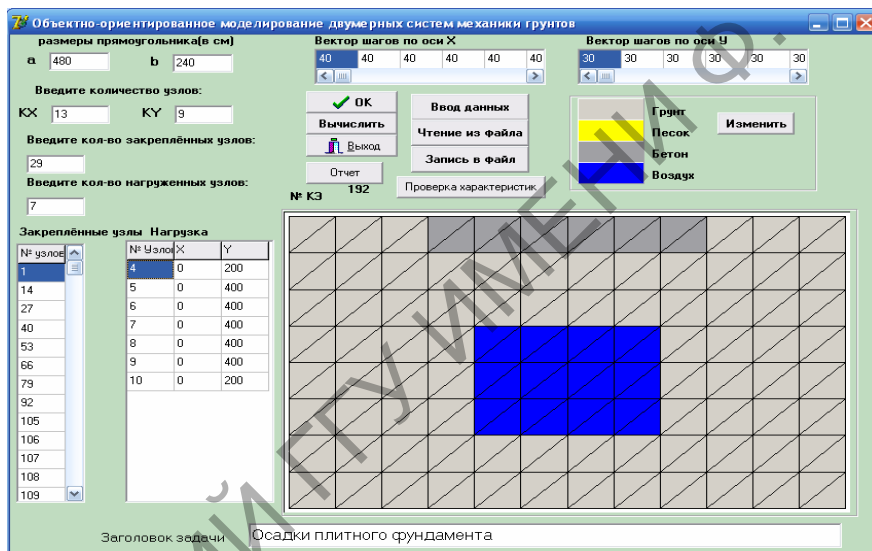 Объектно-ориентированное моделирование двумерных систем механики грунтов
размеры прямоугольника(в см)
a 480 b 240
Введите количество узлов:
KX 13 KY 9
Введите кол-во закреплённых узлов:
29
Введите кол-во нагруженных узлов:
7
Закреплённые узлы Нагрузка
№ узлов
1
14
27
40
53
66
79
92
105
106
107
108
109
№ Узло X Y
4 0 200
5 0 400
6 0 400
7 0 400
8 0 400
9 0 400
10 0 200
Вектор шагов по оси X
40 40 40 40 40 40
Вектор шагов по оси У
30 30 30 30 30 30
OK
Вычислить
Выход
Отчет
Ввод данных
Чтение из файла
Запись в файл
Проверка характеристик
№ КЭ 192
Грунт
Песок
Бетон
Воздух
Изменить
Заголовок задачи Осадки плитного фундамента
ГГУ ИМЕНИ Ф.